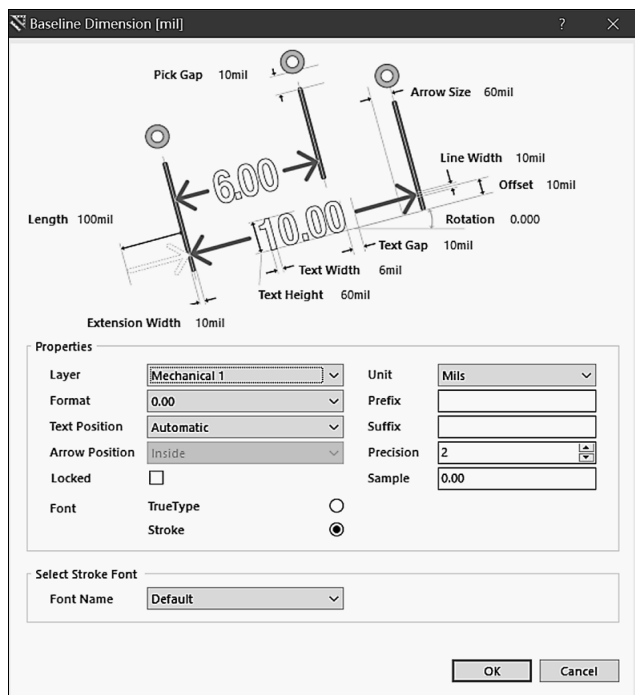 Baseline Dimension [mil]
Pick Gap 10mil
Arrow Size 60mil
6.00
Line Width 10mil
Offset 10mil
Length 100mil
10.00
Rotation 0.000
Text Gap 10mil
Text Width 6mil
Text Height 60mil
Extension Width 10mil
Properties
Layer Mechanical 1 Unit Mils
Format 0.00 Prefix
Text Position Automatic Suffix
Arrow Position Inside Precision 2
Locked Sample 0.00
Font TrueType
Stroke
Select Stroke Font
Font Name Default
OK Cancel